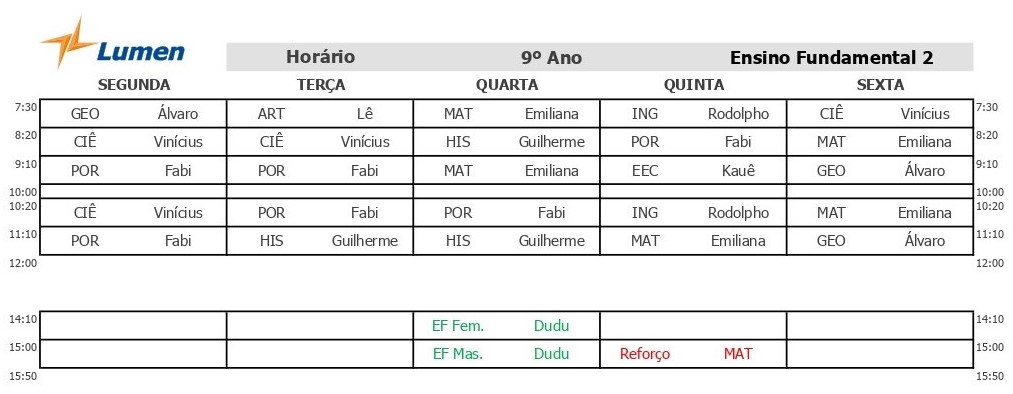 Lumen
Horário 9º Ano Ensino Fundamental 2
SEGUNDA TERÇA QUARTA QUINTA SEXTA
7:30 GEO Álvaro ART Lê MAT Emiliana ING Rodolpho CIÊ Vinícius 7:30
8:20 CIÊ Vinícius CIÊ Vinícius HIS Guilherme POR Fabi MAT Emiliana 8:20
9:10 POR Fabi POR Fabi MAT Emiliana EEC Kauê GEO Álvaro 9:10
10:00 10:00
10:20 CIÊ Vinícius POR Fabi POR Fabi ING Rodolpho MAT Emiliana 10:20
11:10 POR Fabi HIS Guilherme HIS Guilherme MAT Emiliana GEO Álvaro 11:10
12:00 12:00
14:10 EF Fem. Dudu 14:10
15:00 EF Mas. Dudu Reforço MAT 15:00
15:50 15:50